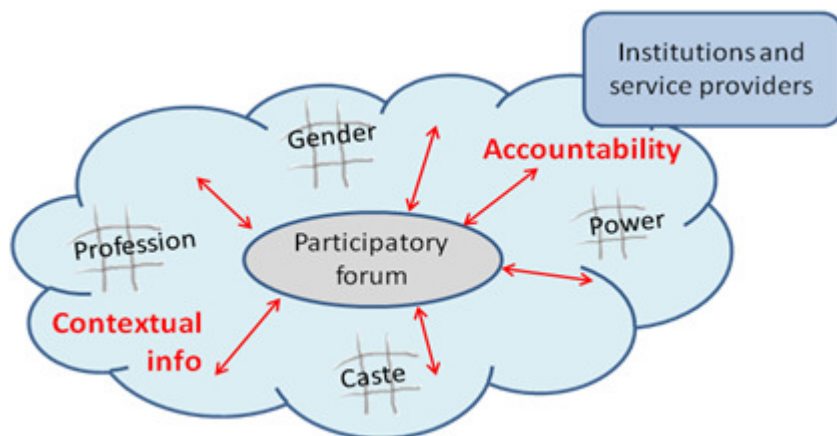 Institutions and
service providers
Gender
Accountability
Profession
Participatory
forum
Power
Contextual
info
Caste